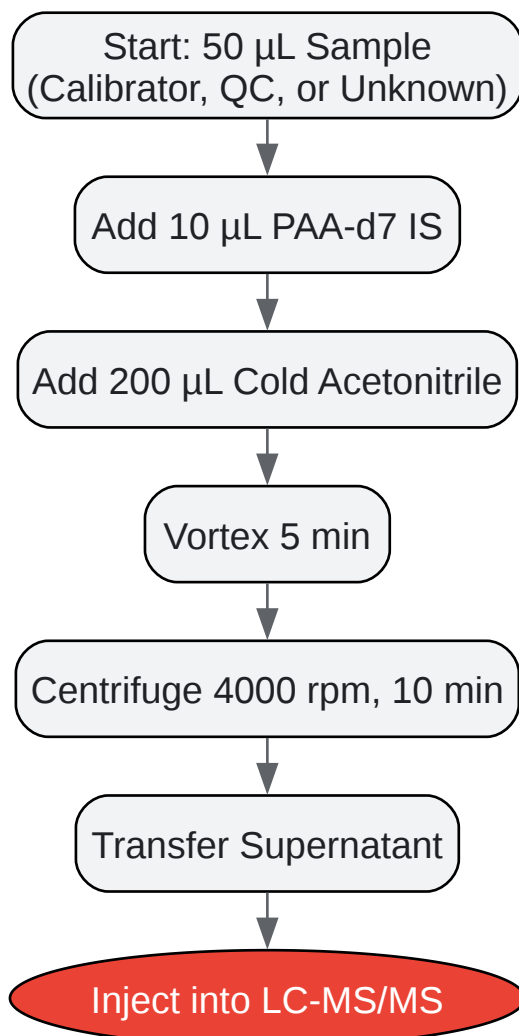 Start: 50 µL Sample
(Calibrator, QC, or Unknown)
Add 10 µL PAA-d7 IS
Add 200 µL Cold Acetonitrile
Vortex 5 min
Centrifuge 4000 rpm, 10 min
Transfer Supernatant
Inject into LC-MS/MS